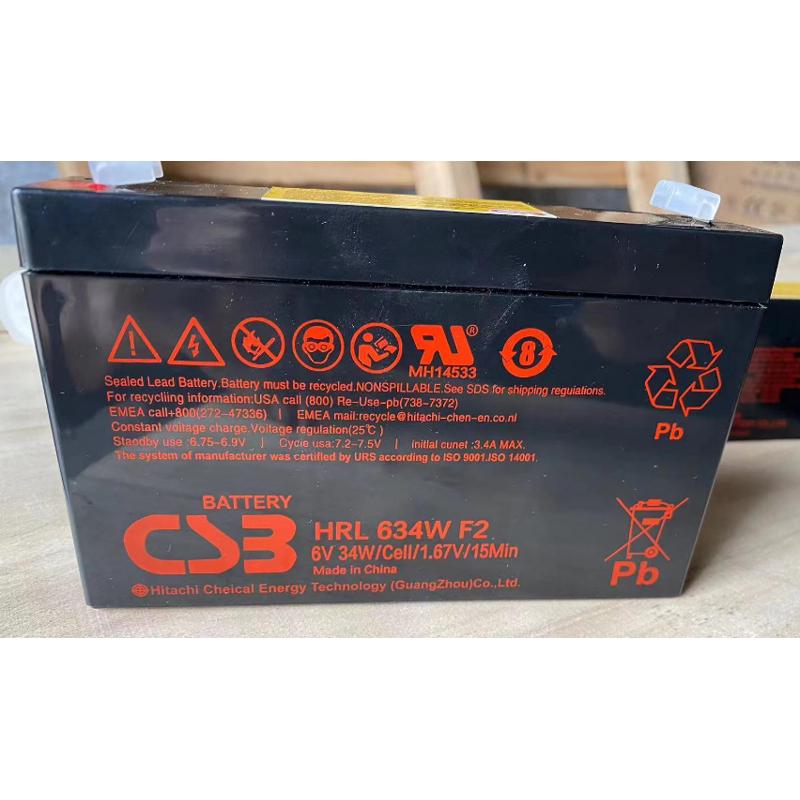 MH14533
Sealed Lead Battery.Battery must be recycled.NONSPILLABLE.See SDS for shipping reguiations.
For recycliing information:USA call (800) Re-Use-pb(738-7372)
EMEA call+800(272-47336) | EMEA mail:recycle@hitachi-chen-en.co.nl
Constant voltage charge.Voltage regulation(25℃)
Standby use:6.75-6.9V | Cycie usa:7.2-7.5V | initial cunet :3.4A MAX.
The system of manufacturer was certified by URS according to ISO 9001.ISO 14001.
Pb
BATTERY
CSB
HRL 634W F2
6V 34W/Cell/1.67V/15Min
Made in China
Hitachi Cheical Energy Technology (GuangZhou)Co.,Ltd.
Pb